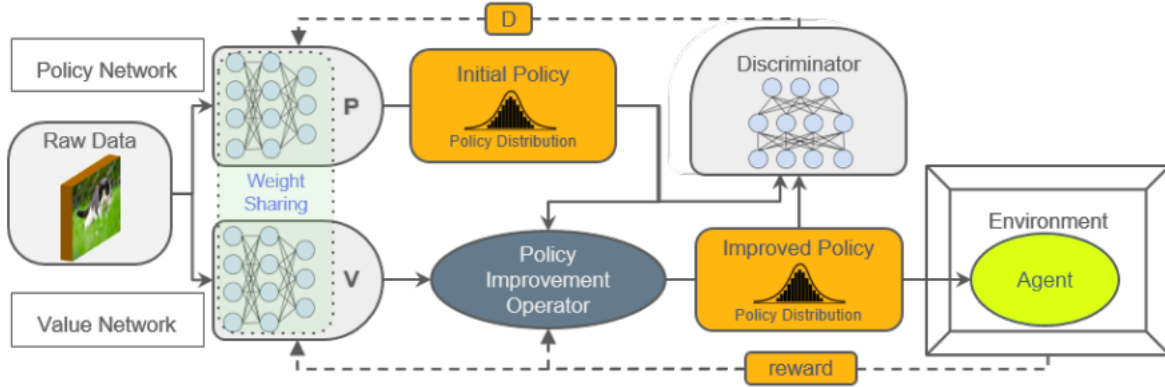 D
Policy Network
P
Initial Policy
Policy Distribution
Discriminator
Raw Data
Weight
Sharing
Environment
Agent
Policy
Improvement
Operator
Improved Policy
Policy Distribution
V
Value Network
reward